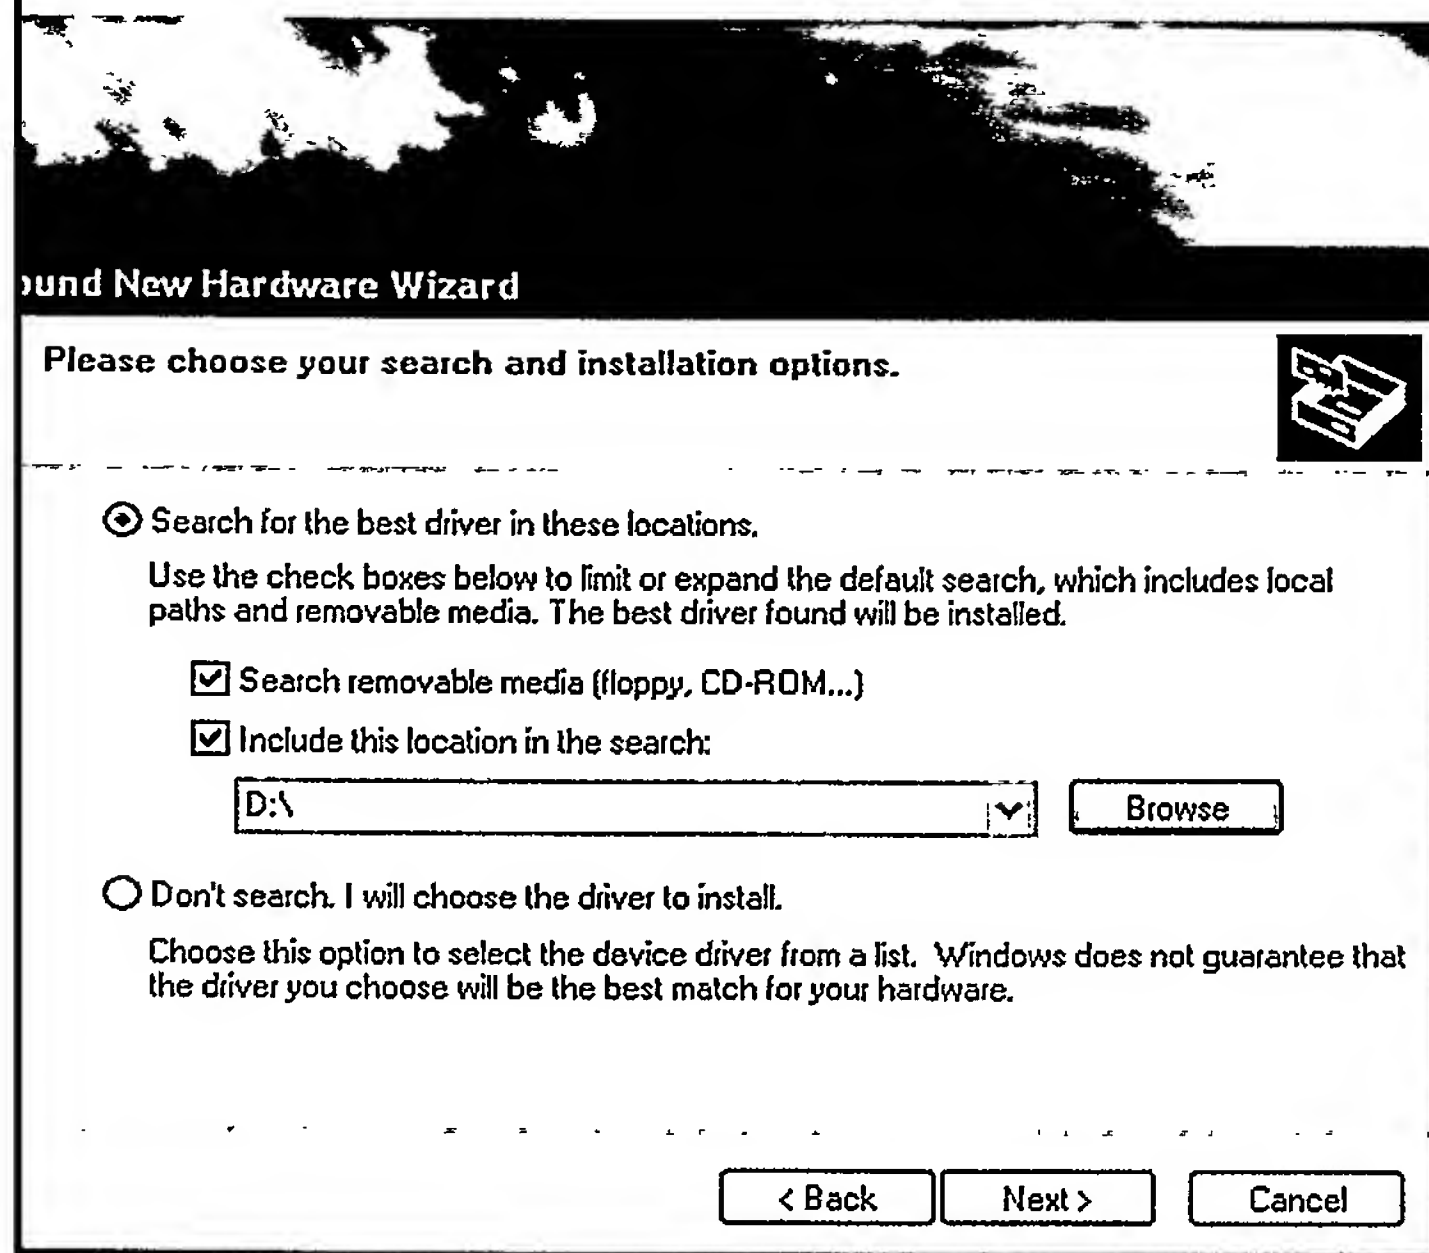 ound New Hardware Wizard
Please choose your search and installation options.
Search for the best driver in these locations.
Use the check boxes below to limit or expand the default search, which includes local
paths and removable media. The best driver found will be installed.
Search removable media (floppy, CD-ROM...)
Include this location in the search:
D:\
Browse
Don't search. I will choose the driver to install.
Choose this option to select the device driver from a list. Windows does not guarantee that
the driver you choose will be the best match for your hardware.
< Back
Next >
Cancel